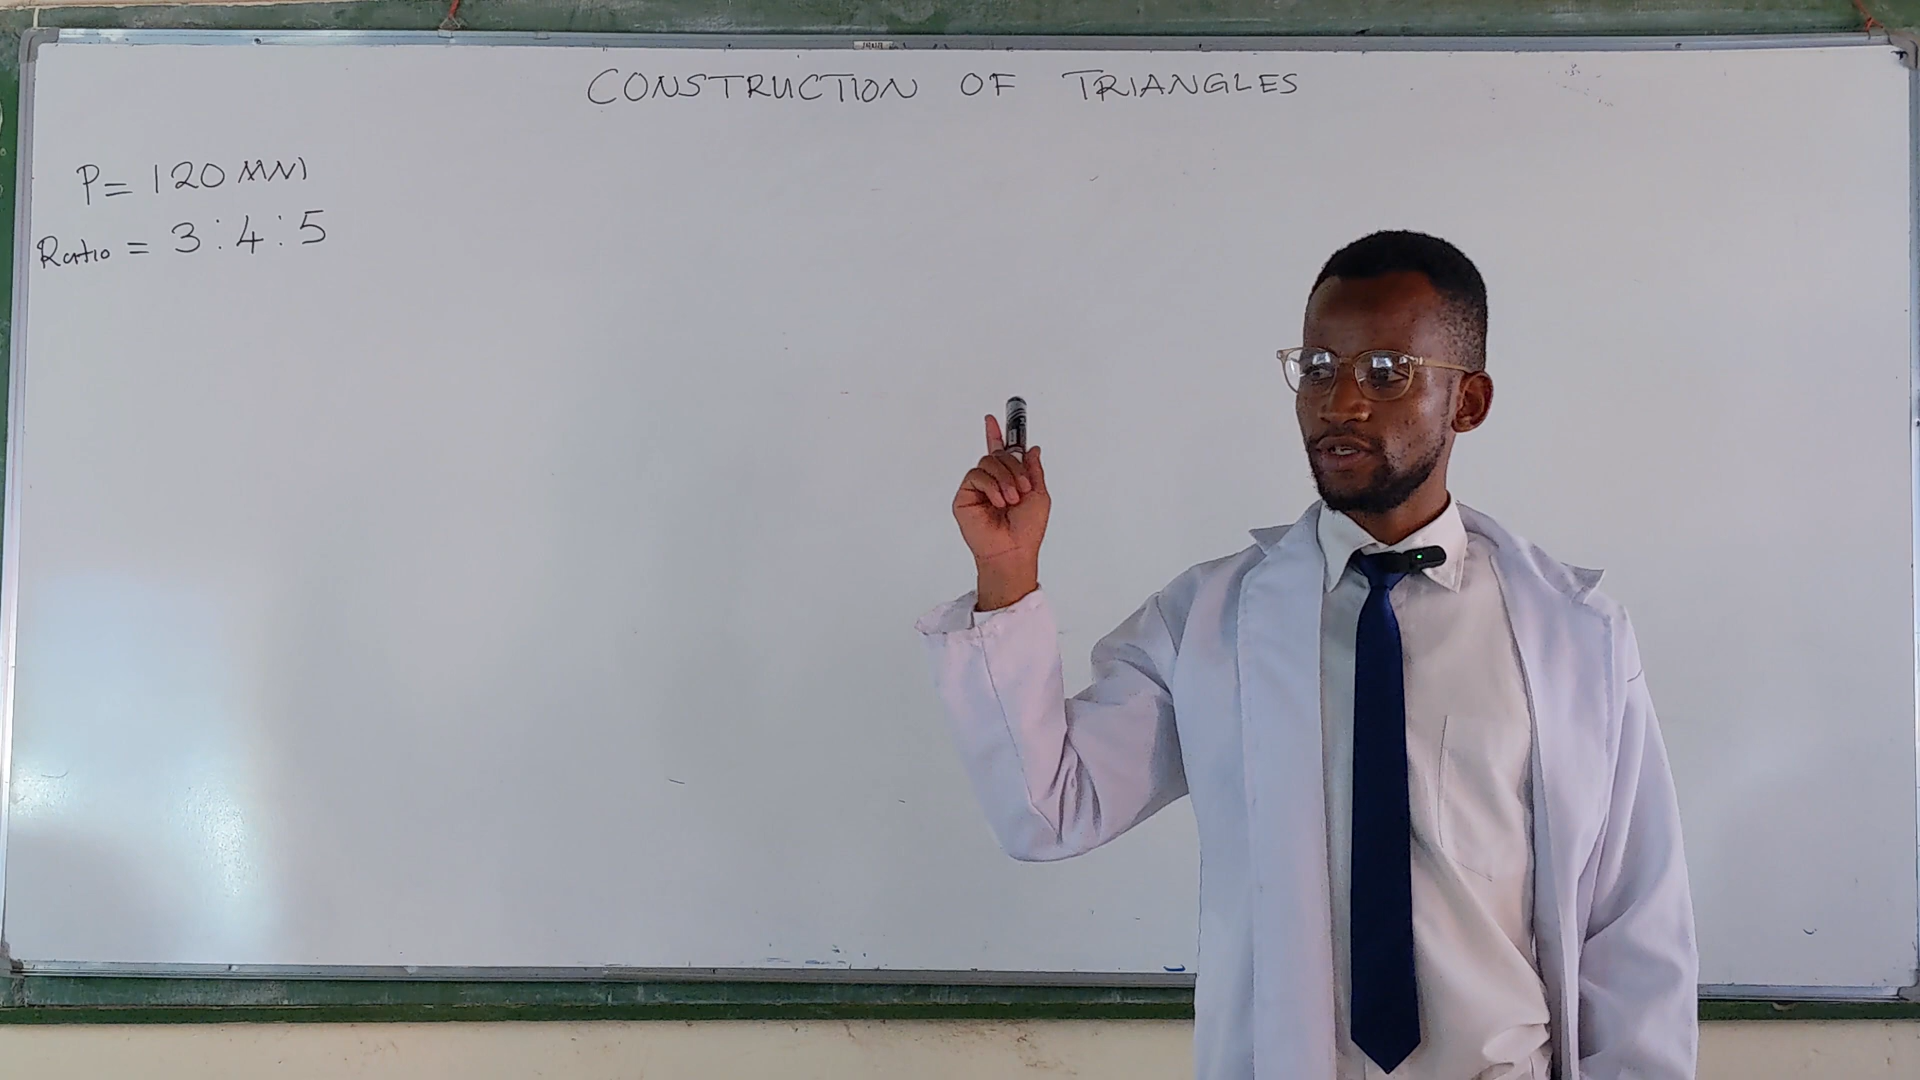 CONSTRUCTION OF TRIANGLES
P= 120 MM
Ratio = 3:4:5